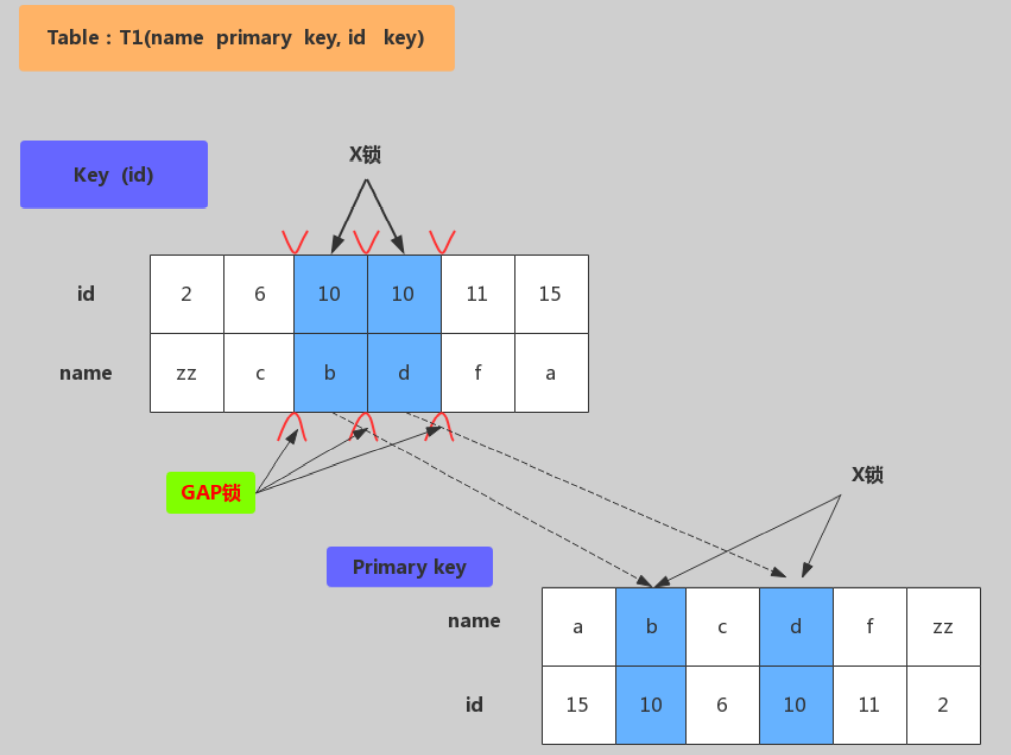 Table : T1(name primary key, id key)
Key (id)
X锁
id 2 6 10 10 11 15
name zz c b d f a
GAP锁
X锁
Primary key
name a b c d f zz
id 15 10 6 10 11 2